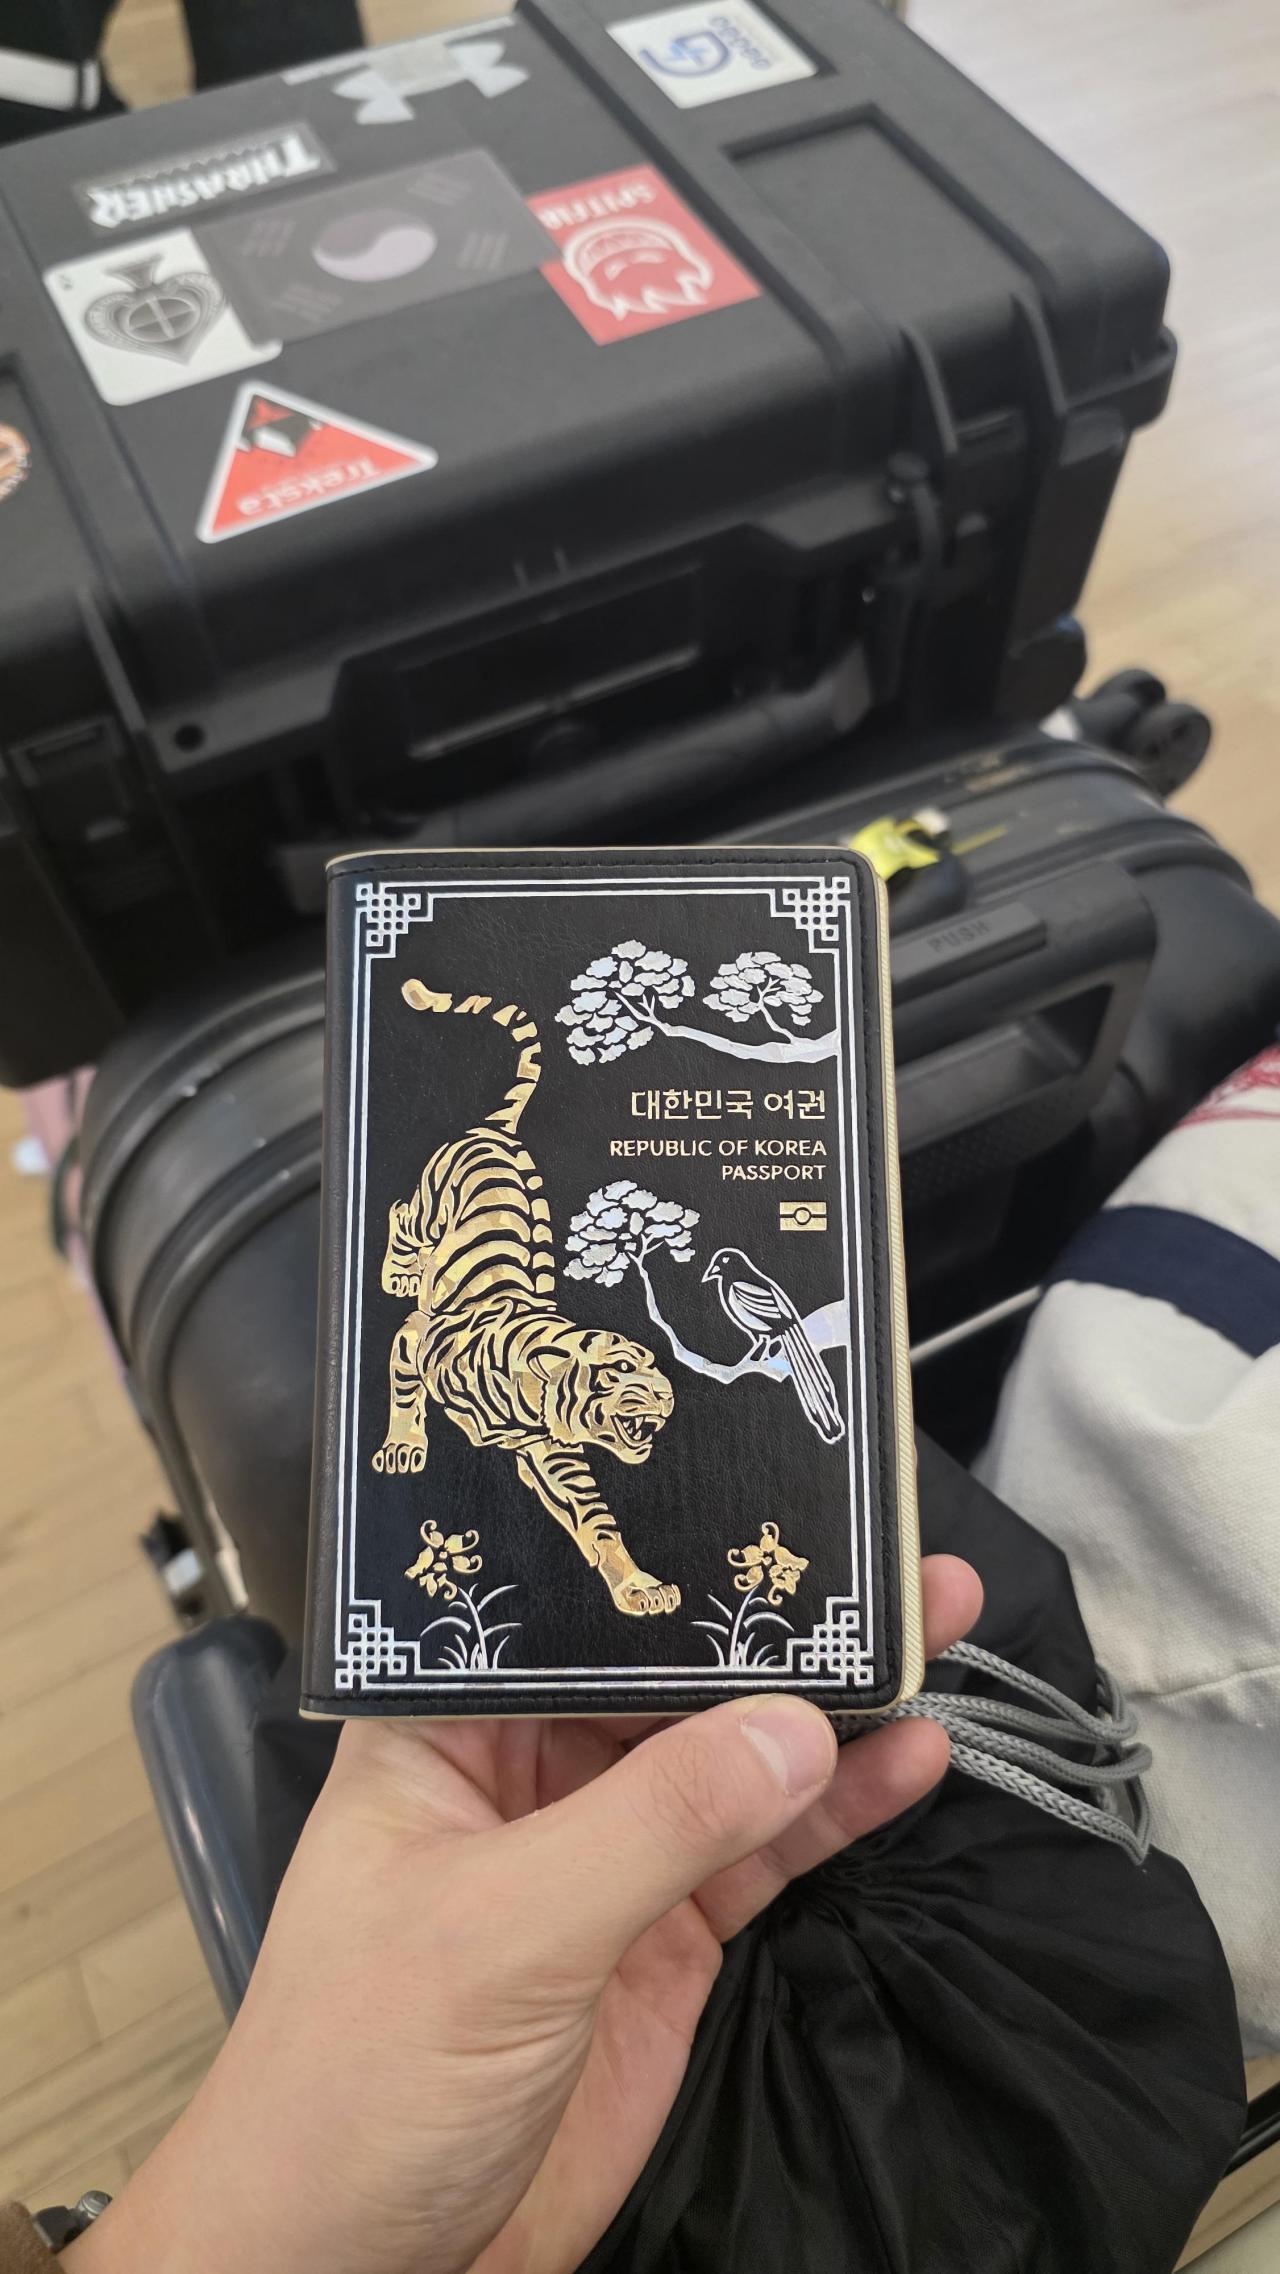 THRASHER
SPITFIRE
Treksta
PUSH
대한민국 여권
REPUBLIC OF KOREA
PASSPORT